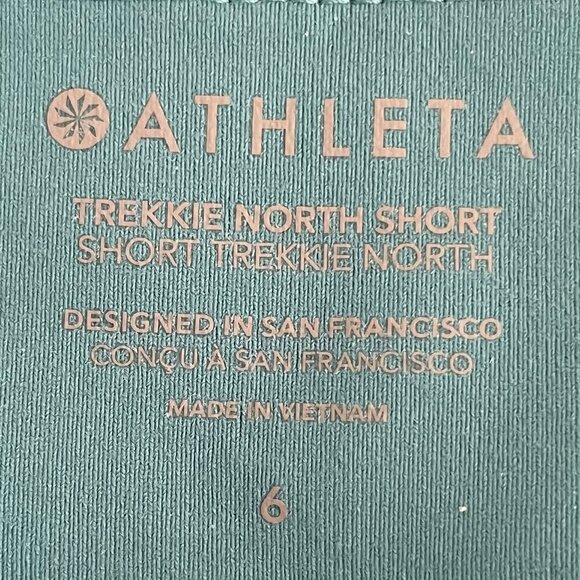 ATHLETA
TREKKIE NORTH SHORT
SHORT TREKKIE NORTH
DESIGNED IN SAN FRANCISCO
CONÇU À SAN FRANCISCO
MADE IN VIETNAM
6